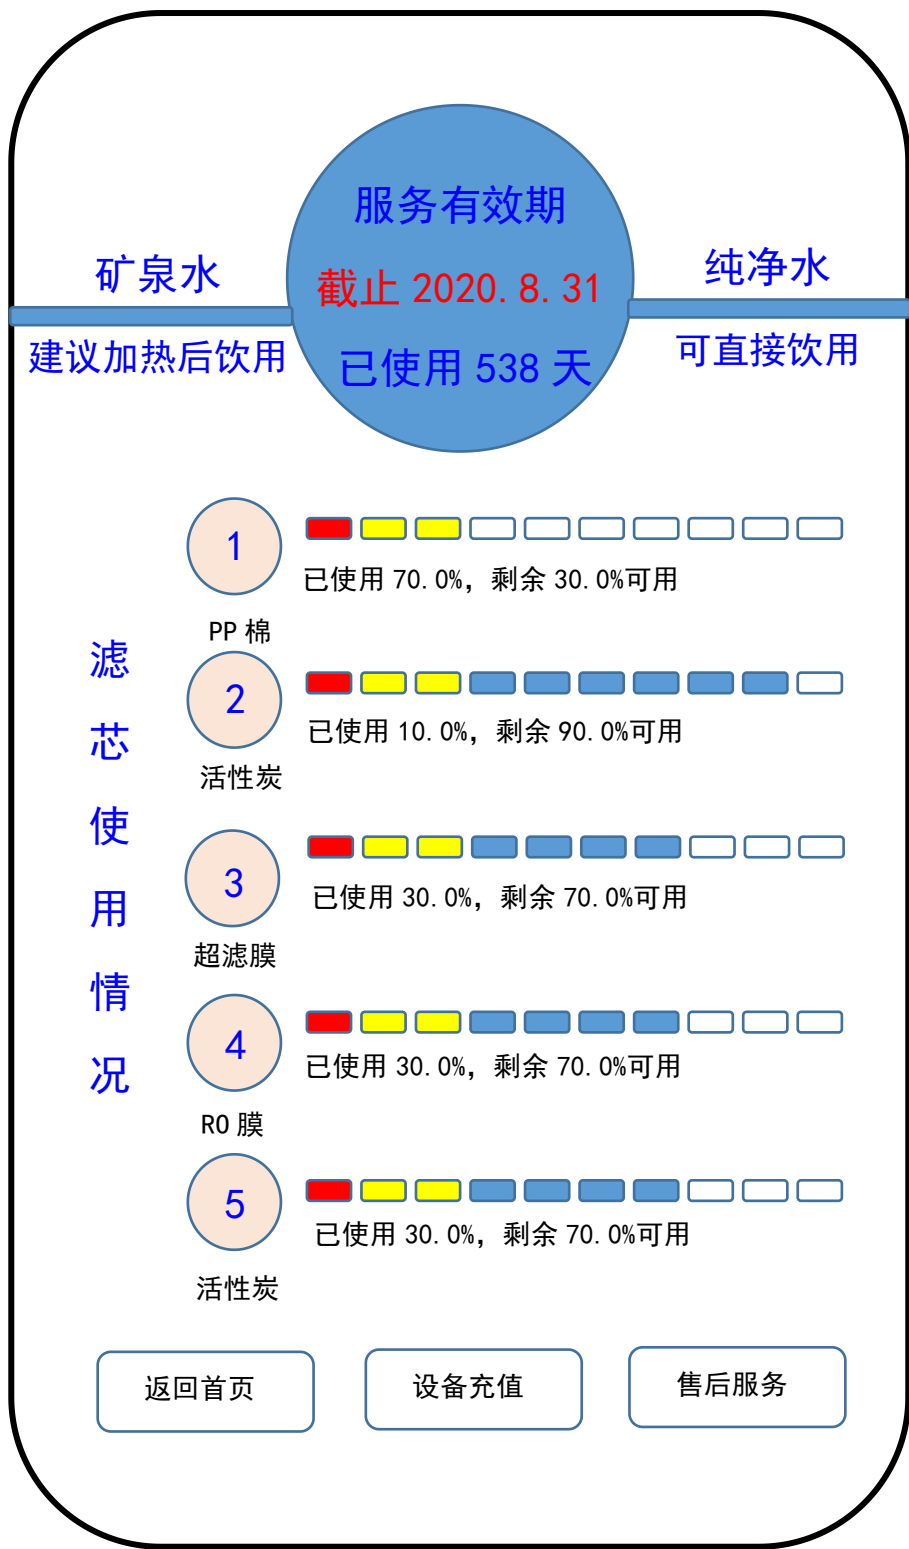 服务有效期
截止 2020.8.31
已使用 538 天
矿泉水
建议加热后饮用
纯净水
可直接饮用
滤芯使用情况
1
已使用 70.0%，剩余 30.0%可用
PP 棉
2
已使用 10.0%，剩余 90.0%可用
活性炭
3
已使用 30.0%，剩余 70.0%可用
超滤膜
4
已使用 30.0%，剩余 70.0%可用
RO 膜
5
已使用 30.0%，剩余 70.0%可用
活性炭
返回首页
设备充值
售后服务